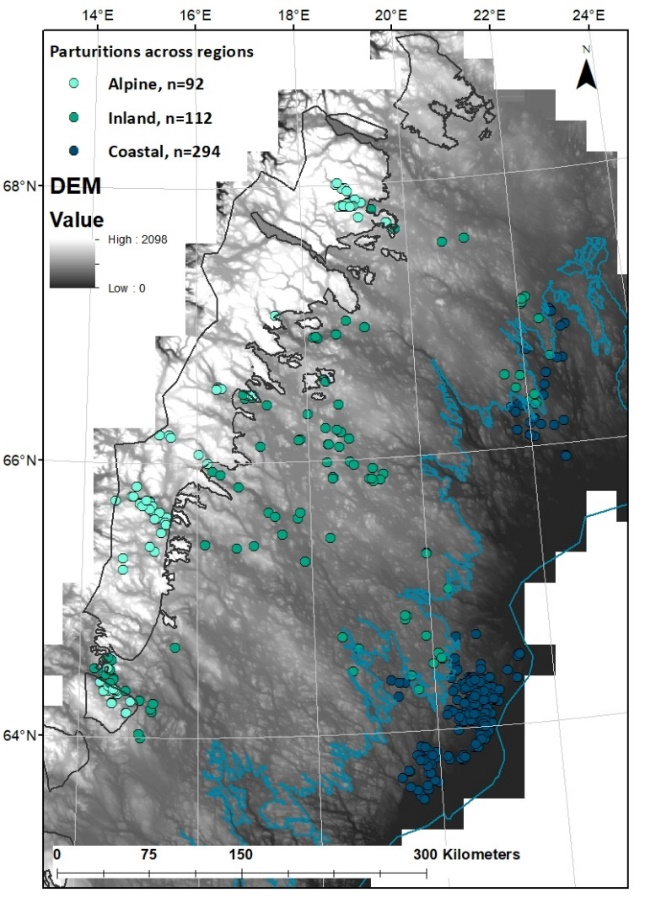 14°E 16°E 18°E 20°E 22°E 24°E
Parturitions across regions
Alpine, n=92
Inland, n=112
Coastal, n=294
N
68°N
DEM
Value
High : 2098
Low : 0
66°N
64°N
0 75 150 300 Kilometers